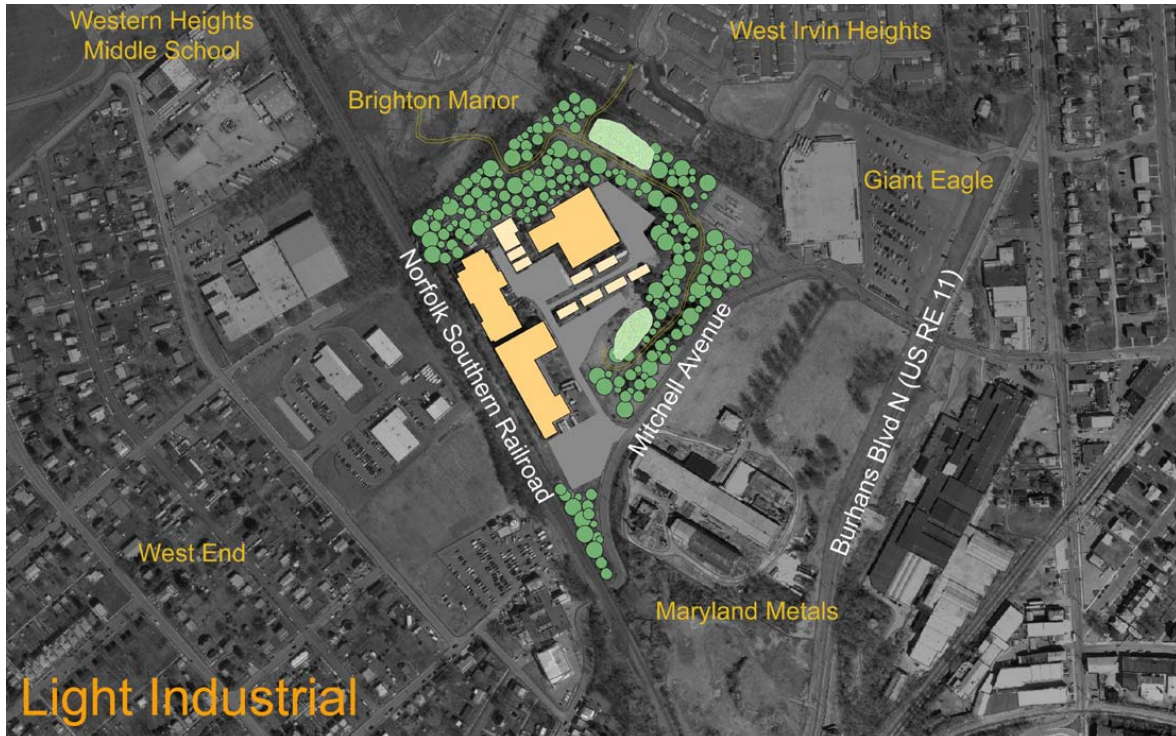 Western Heights
Middle School
West Irvin Heights
Brighton Manor
Giant Eagle
Norfolk Southern Railroad
Mitchell Avenue
Burhans Blvd N (US RE 11)
West End
Maryland Metals
Light Industrial